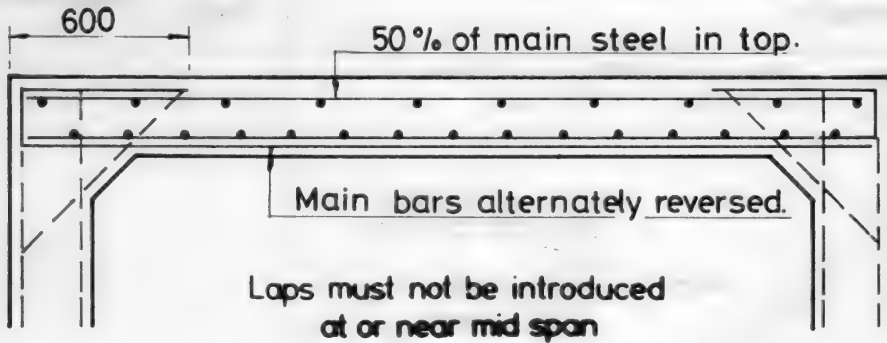 600
50% of main steel in top.
Main bars alternately reversed.
Laps must not be introduced
at or near mid span